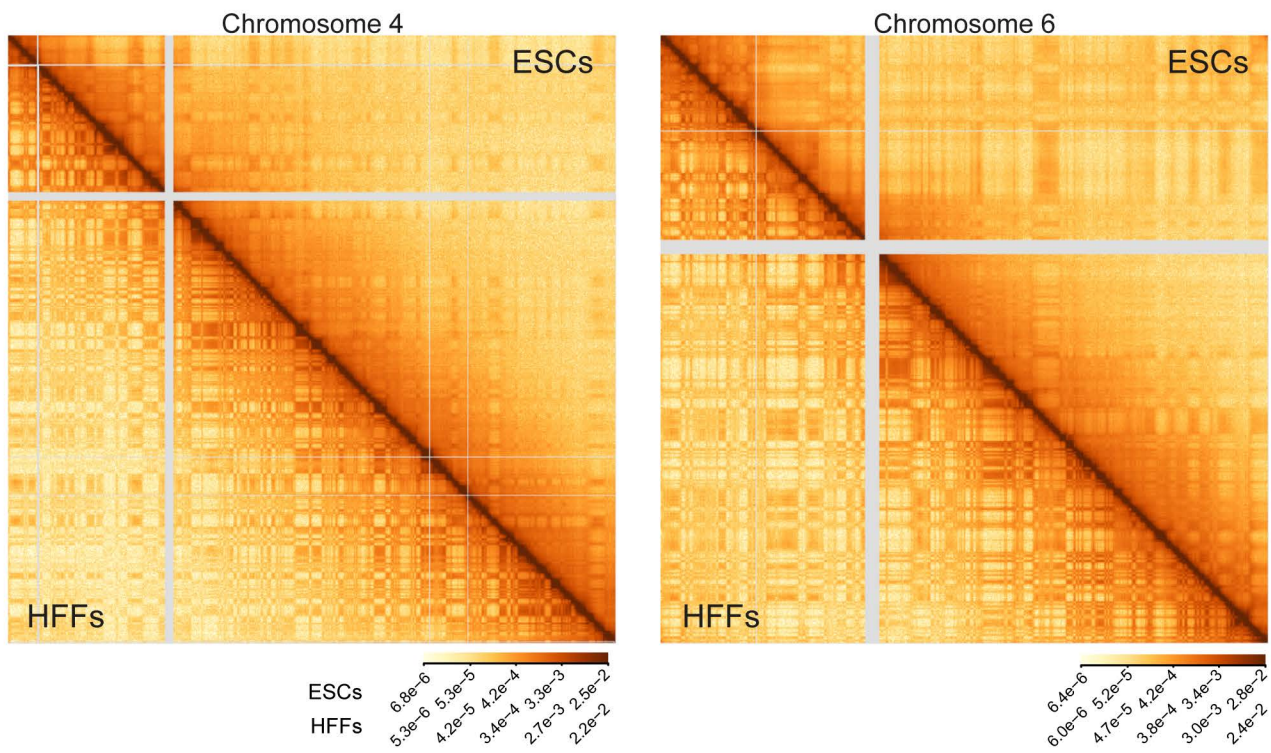 Chromosome 4
Chromosome 6
ESCs
ESCs
HFFs
HFFs
ESCs 6.8e−6 5.3e−5 4.2e−4 3.3e−3 2.5e−2
HFFs 5.3e−6 4.2e−5 3.4e−4 2.7e−3 2.2e−2
6.4e−6 5.2e−5 4.2e−4 3.4e−3 2.8e−2
6.0e−6 4.7e−5 3.8e−4 3.0e−3 2.4e−2